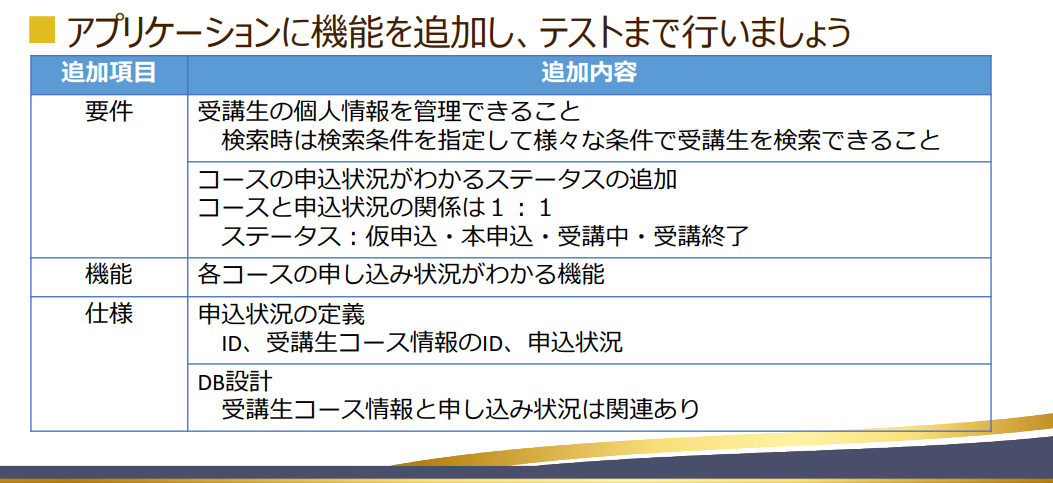 アプリケーションに機能を追加し、テストまで行いましょう
追加項目 追加内容
要件 受講生の個人情報を管理できること
検索時は検索条件を指定して様々な条件で受講生を検索できること
コースの申込状況がわかるステータスの追加
コースと申込状況の関係は１：１
ステータス：仮申込・本申込・受講中・受講終了
機能 各コースの申し込み状況がわかる機能
仕様 申込状況の定義
ID、受講生コース情報のID、申込状況
DB設計
受講生コース情報と申し込み状況は関連あり